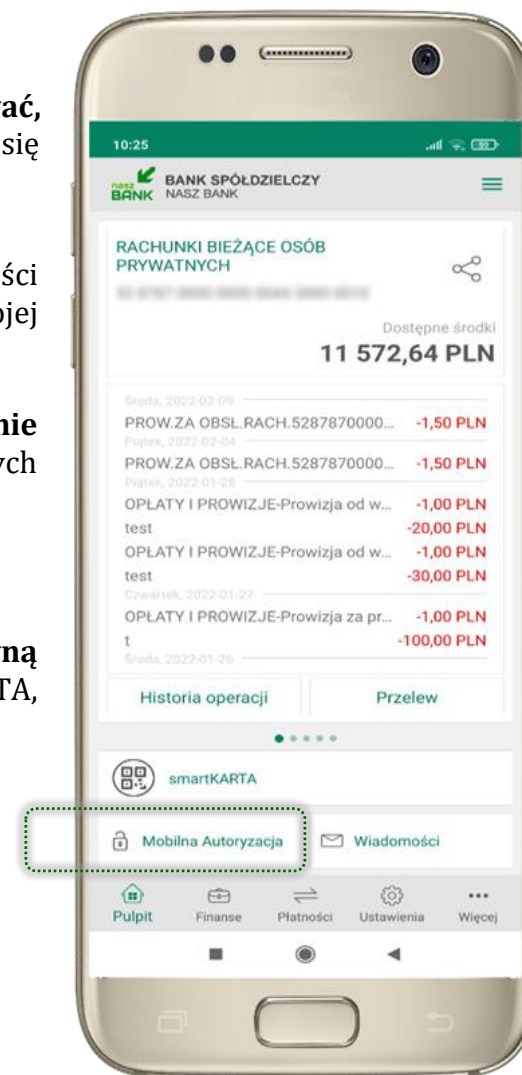 ać,
się
ści
ojej
nie
ych
ną
TA,
10:25
nasz BANK
BANK SPÓŁDZIELCZY
NASZ BANK
RACHUNKI BIEŻĄCE OSÓB
PRYWATNYCH
Dostępne środki
11 572,64 PLN
Środa, 2022-02-09
PROW.ZA OBSŁ.RACH.5287870000... -1,50 PLN
Piątek, 2022-02-04
PROW.ZA OBSŁ.RACH.5287870000... -1,50 PLN
Piątek, 2022-01-28
OPŁATY I PROWIZJE-Prowizja od w... -1,00 PLN
test -20,00 PLN
OPŁATY I PROWIZJE-Prowizja od w... -1,00 PLN
test -30,00 PLN
Czwartek, 2022-01-27
OPŁATY I PROWIZJE-Prowizja za pr... -1,00 PLN
t -100,00 PLN
Środa, 2022-01-26
Historia operacji Przelew
smartKARTA
Mobilna Autoryzacja Wiadomości
Pulpit Finanse Płatności Ustawienia Więcej